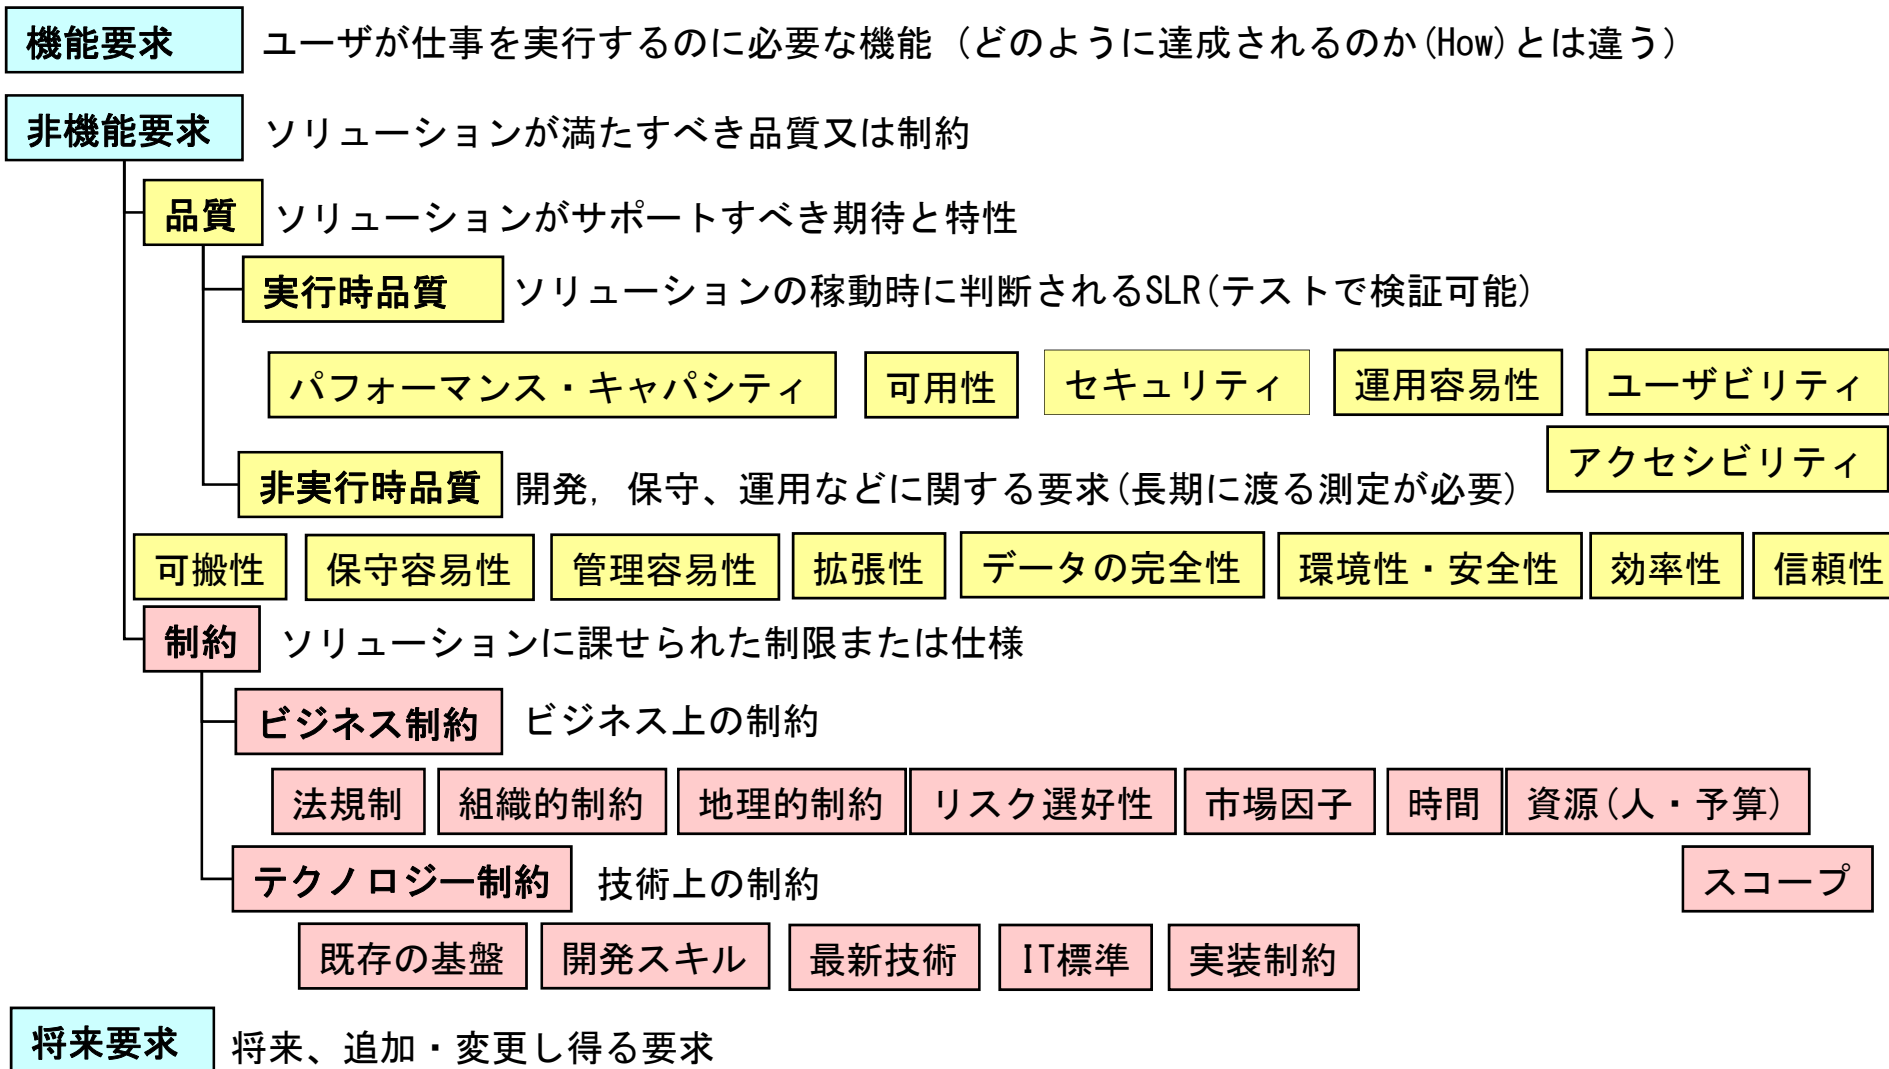 機能要求 ユーザが仕事を実行するのに必要な機能（どのように達成されるのか(How)とは違う）
非機能要求 ソリューションが満たすべき品質又は制約
品質 ソリューションがサポートすべき期待と特性
実行時品質 ソリューションの稼動時に判断されるSLR(テストで検証可能)
パフォーマンス・キャパシティ 可用性 セキュリティ 運用容易性 ユーザビリティ
アクセシビリティ
非実行時品質 開発, 保守、運用などに関する要求(長期に渡る測定が必要)
可搬性 保守容易性 管理容易性 拡張性 データの完全性 環境性・安全性 効率性 信頼性
制約 ソリューションに課せられた制限または仕様
ビジネス制約 ビジネス上の制約
法規制 組織的制約 地理的制約 リスク選好性 市場因子 時間 資源(人・予算)
テクノロジー制約 技術上の制約 スコープ
既存の基盤 開発スキル 最新技術 IT標準 実装制約
将来要求 将来、追加・変更し得る要求